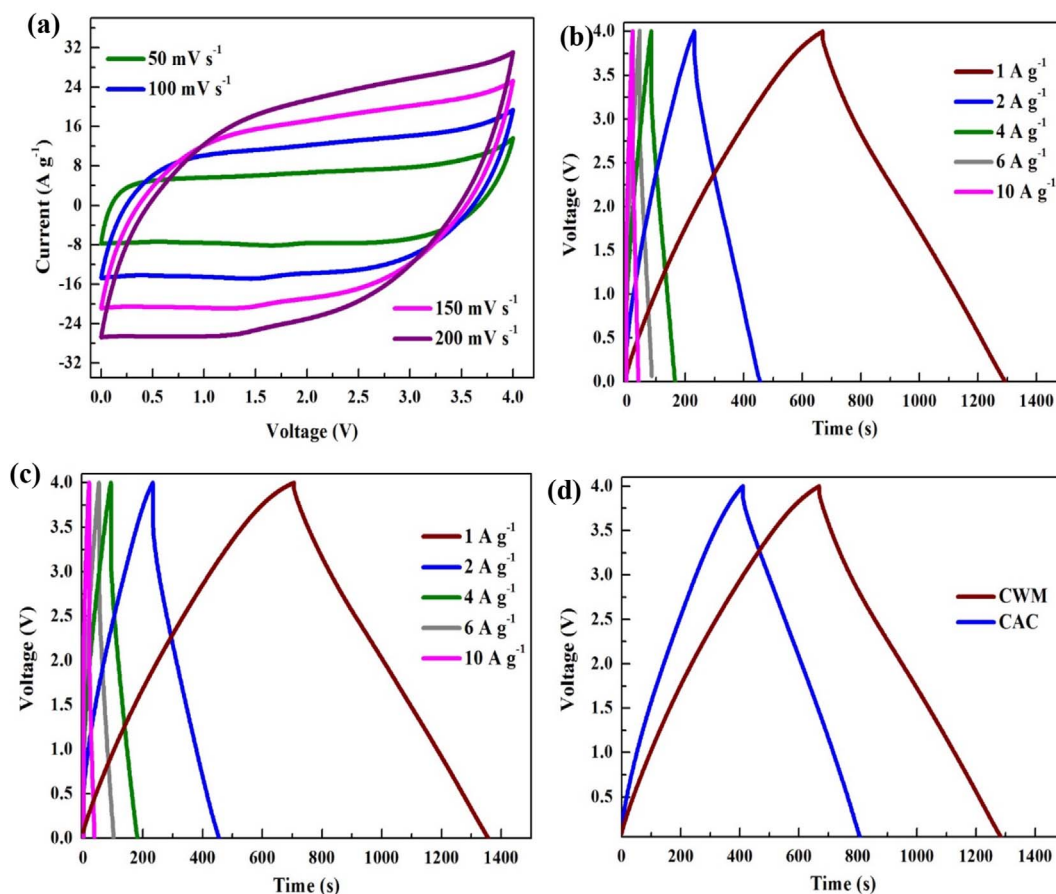 (a)
50 mV s⁻¹
100 mV s⁻¹
150 mV s⁻¹
200 mV s⁻¹
Current (A g⁻¹)
32
24
16
8
0
-8
-16
-24
-32
0.0 0.5 1.0 1.5 2.0 2.5 3.0 3.5 4.0
Voltage (V)
(b)
1 A g⁻¹
2 A g⁻¹
4 A g⁻¹
6 A g⁻¹
10 A g⁻¹
Voltage (V)
4.0
3.5
3.0
2.5
2.0
1.5
1.0
0.5
0.0
0 200 400 600 800 1000 1200 1400
Time (s)
(c)
1 A g⁻¹
2 A g⁻¹
4 A g⁻¹
6 A g⁻¹
10 A g⁻¹
Voltage (V)
4.0
3.5
3.0
2.5
2.0
1.5
1.0
0.5
0.0
0 200 400 600 800 1000 1200 1400
Time (s)
(d)
CWM
CAC
Voltage (V)
4.0
3.5
3.0
2.5
2.0
1.5
1.0
0.5
0 200 400 600 800 1000 1200 1400
Time (s)